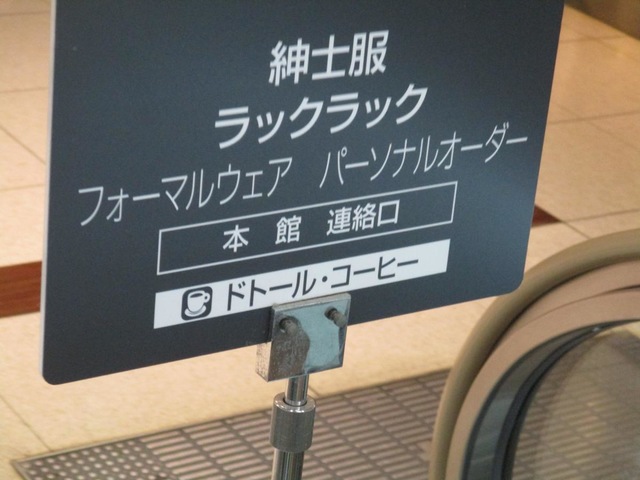 紳士服
ラックラック
フォーマルウェア　パーソナルオーダー
本　館　連絡口
ドトール・コーヒー